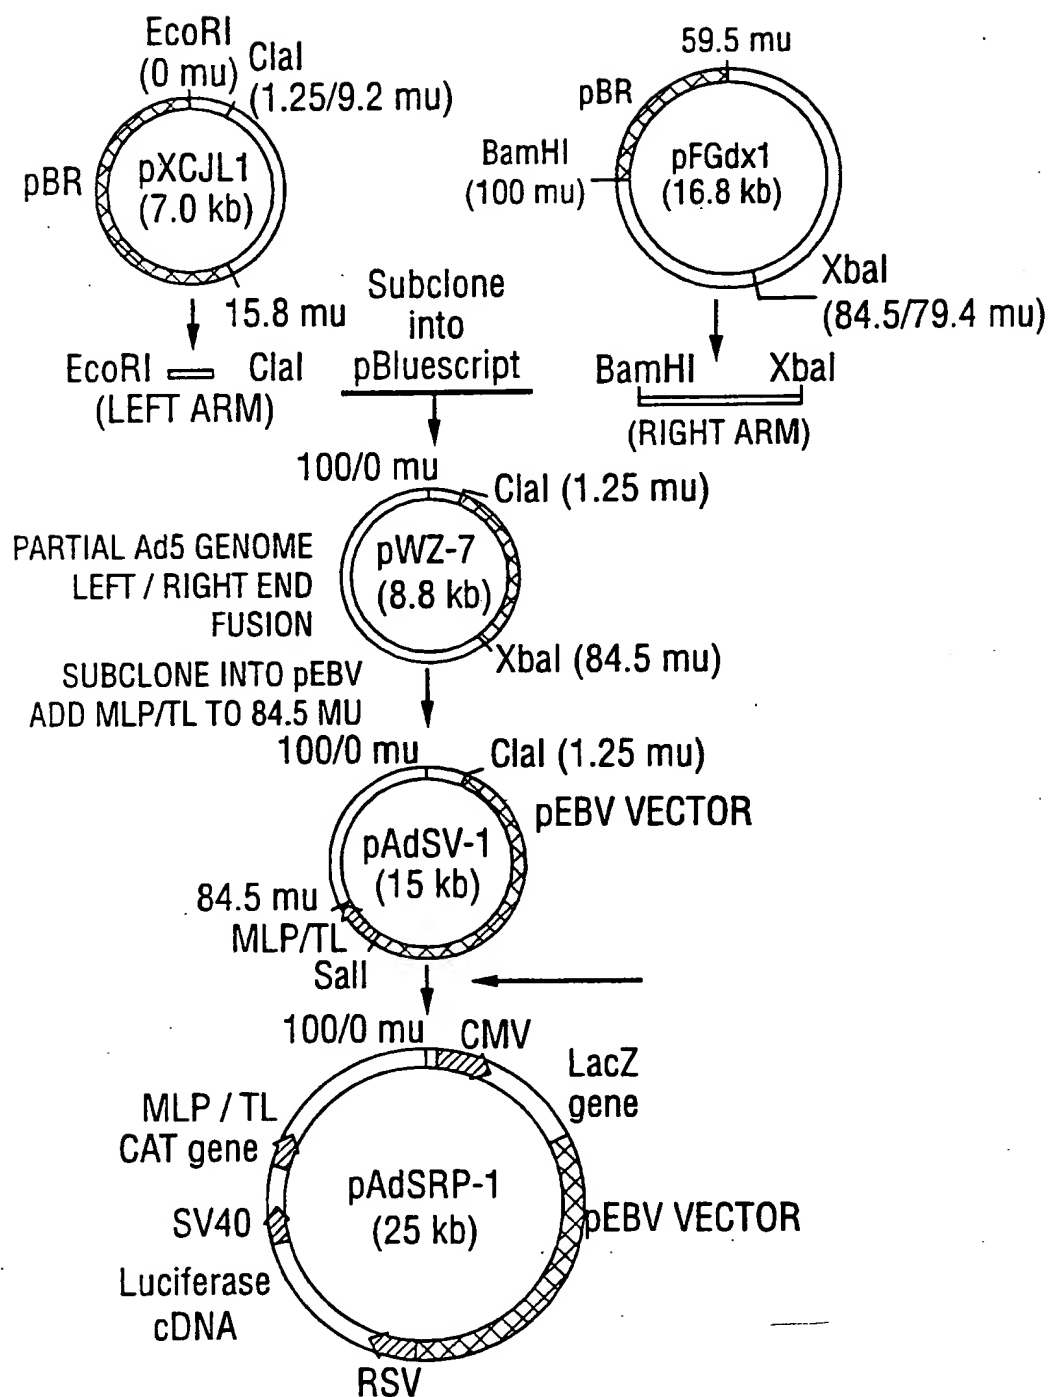 EcoRI
(0 mu)
ClaI
(1.25/9.2 mu)
pBR
pXCJL1
(7.0 kb)
15.8 mu
59.5 mu
pBR
BamHI
(100 mu)
pFGdx1
(16.8 kb)
XbaI
(84.5/79.4 mu)
EcoRI ClaI
(LEFT ARM)
Subclone
into
pBluescript
BamHI XbaI
(RIGHT ARM)
100/0 mu
ClaI (1.25 mu)
pWZ-7
(8.8 kb)
PARTIAL Ad5 GENOME
LEFT / RIGHT END
FUSION
XbaI (84.5 mu)
SUBCLONE INTO pEBV
ADD MLP/TL TO 84.5 MU
100/0 mu
ClaI (1.25 mu)
pEBV VECTOR
pAdSV-1
(15 kb)
84.5 mu
MLP/TL
SalI
100/0 mu
CMV
LacZ
gene
MLP / TL
CAT gene
pAdSRP-1
(25 kb)
SV40
pEBV VECTOR
Luciferase
cDNA
RSV